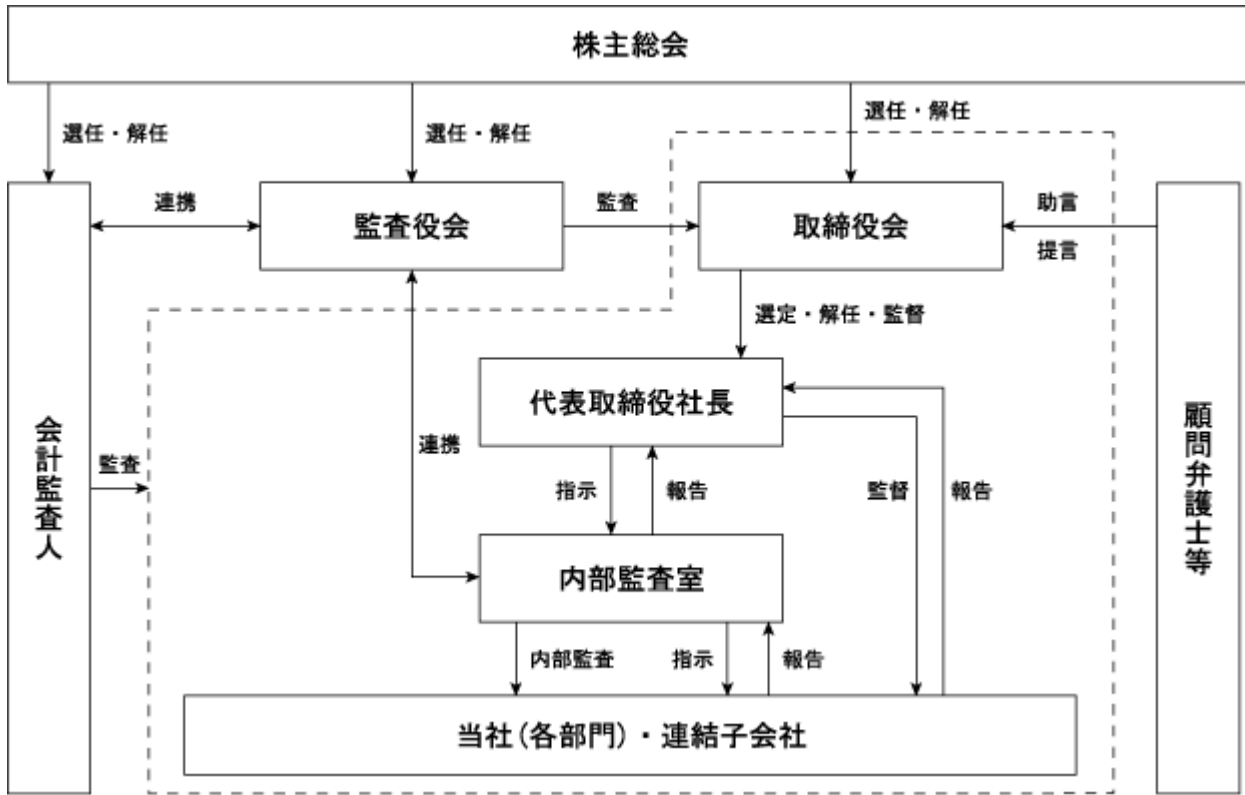 株主総会
選任・解任
選任・解任
選任・解任
連携
監査役会
監査
取締役会
助言
提言
選定・解任・監督
代表取締役社長
会計監査人
監査
連携
指示
報告
監督
報告
顧問弁護士等
内部監査室
内部監査
指示
報告
当社(各部門)・連結子会社